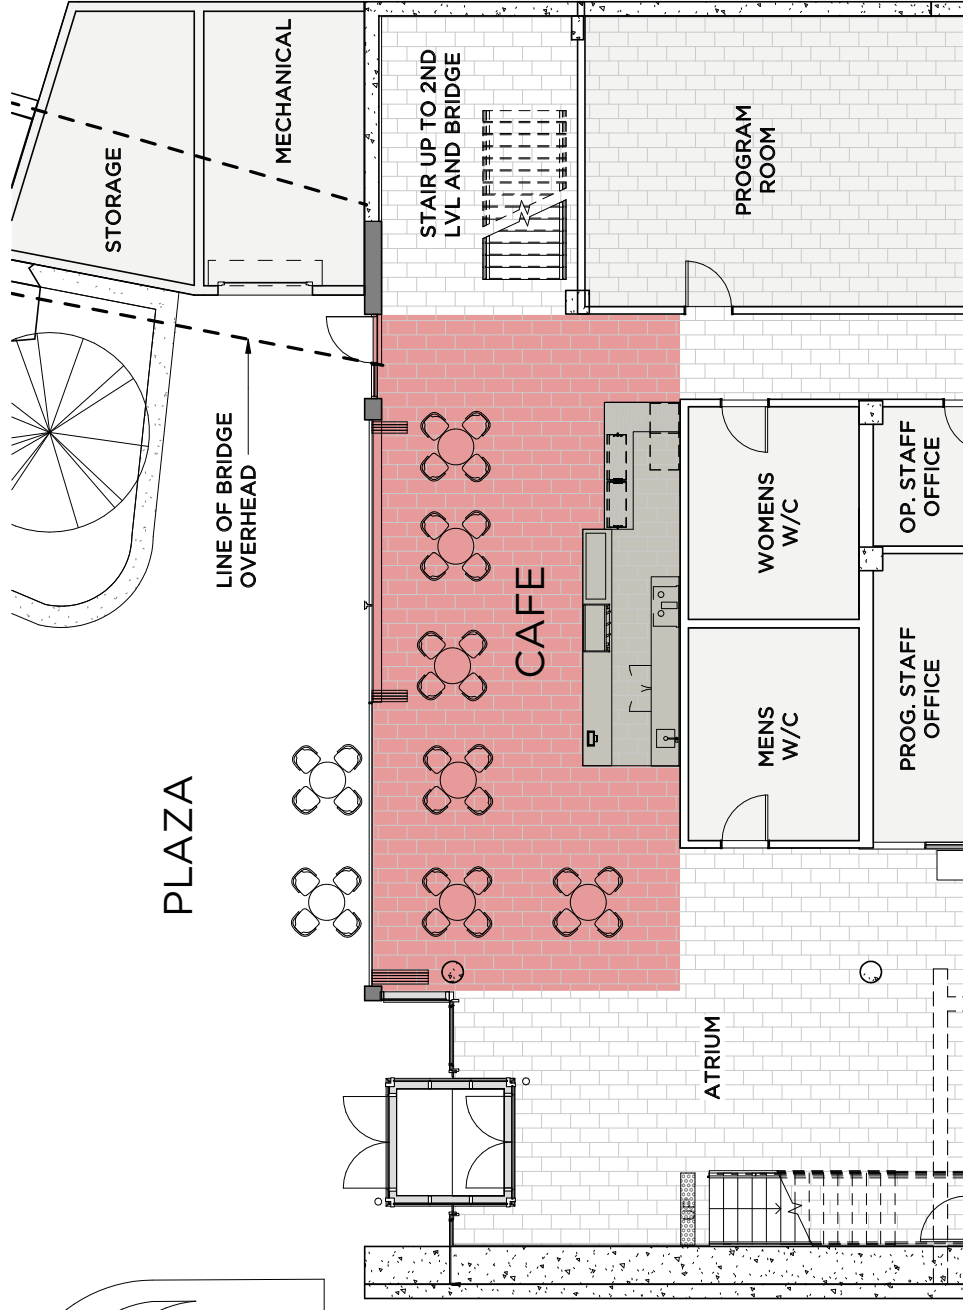 STORAGE
MECHANICAL
STAIR UP TO 2ND
LVL AND BRIDGE
PROGRAM
ROOM
LINE OF BRIDGE
OVERHEAD
CAFE
WOMENS
W/C
OP. STAFF
OFFICE
MENS
W/C
PROG. STAFF
OFFICE
PLAZA
ATRIUM